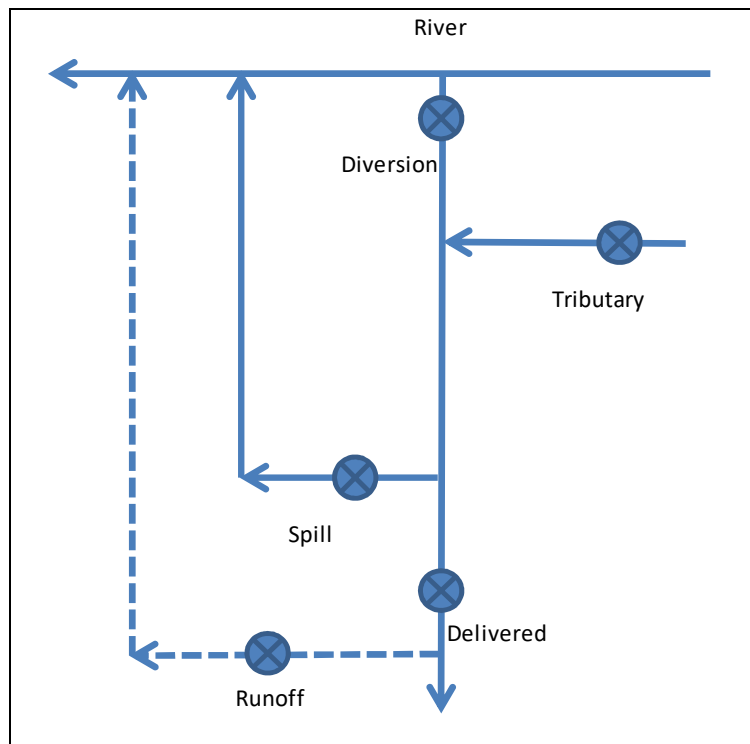 River
Diversion
Tributary
Spill
Delivered
Runoff